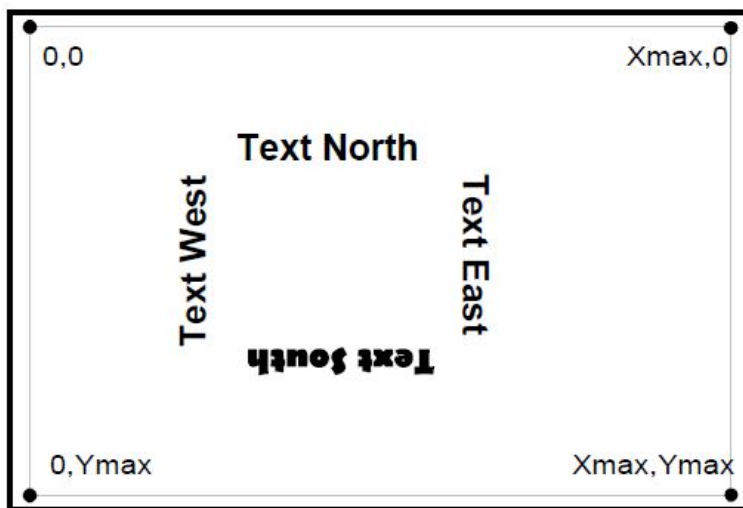 0,0
Xmax,0
Text North
Text West
Text East
Text South
0,Ymax
Xmax,Ymax